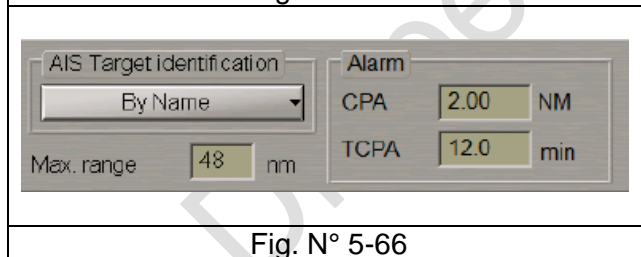 AIS Target identification
By Name
Max. range 48 nm
Alarm
CPA 2.00 NM
TCPA 12.0 min
Fig. N° 5-66